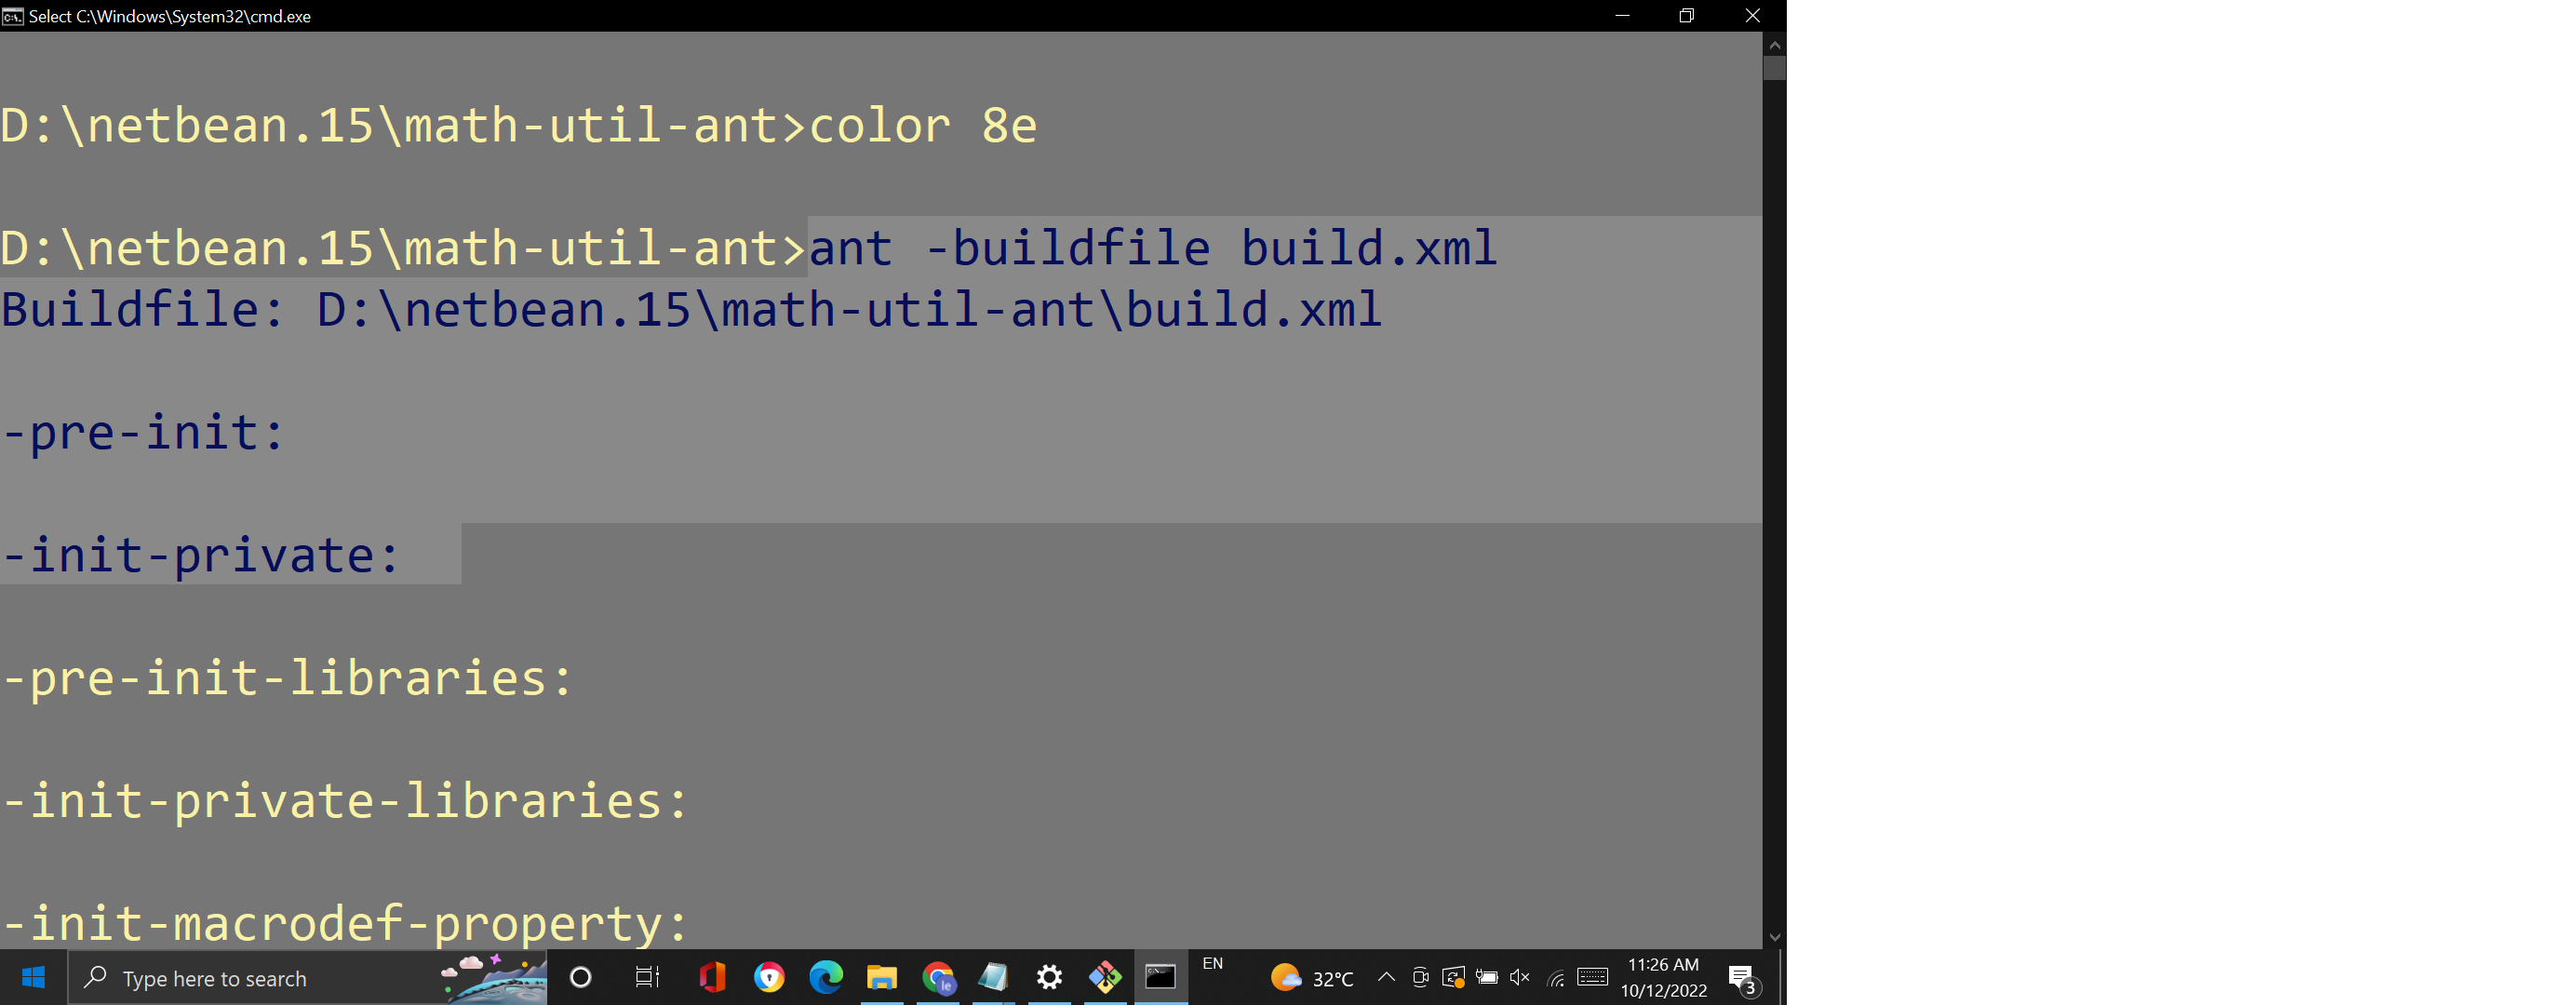 Select C:\Windows\System32\cmd.exe
D:\netbean.15\math-util-ant>color 8e
D:\netbean.15\math-util-ant>ant -buildfile build.xml
Buildfile: D:\netbean.15\math-util-ant\build.xml
-pre-init:
-init-private:
-pre-init-libraries:
-init-private-libraries:
-init-macrodef-property:
Type here to search
le
EN
32°C
11:26 AM
10/12/2022
3